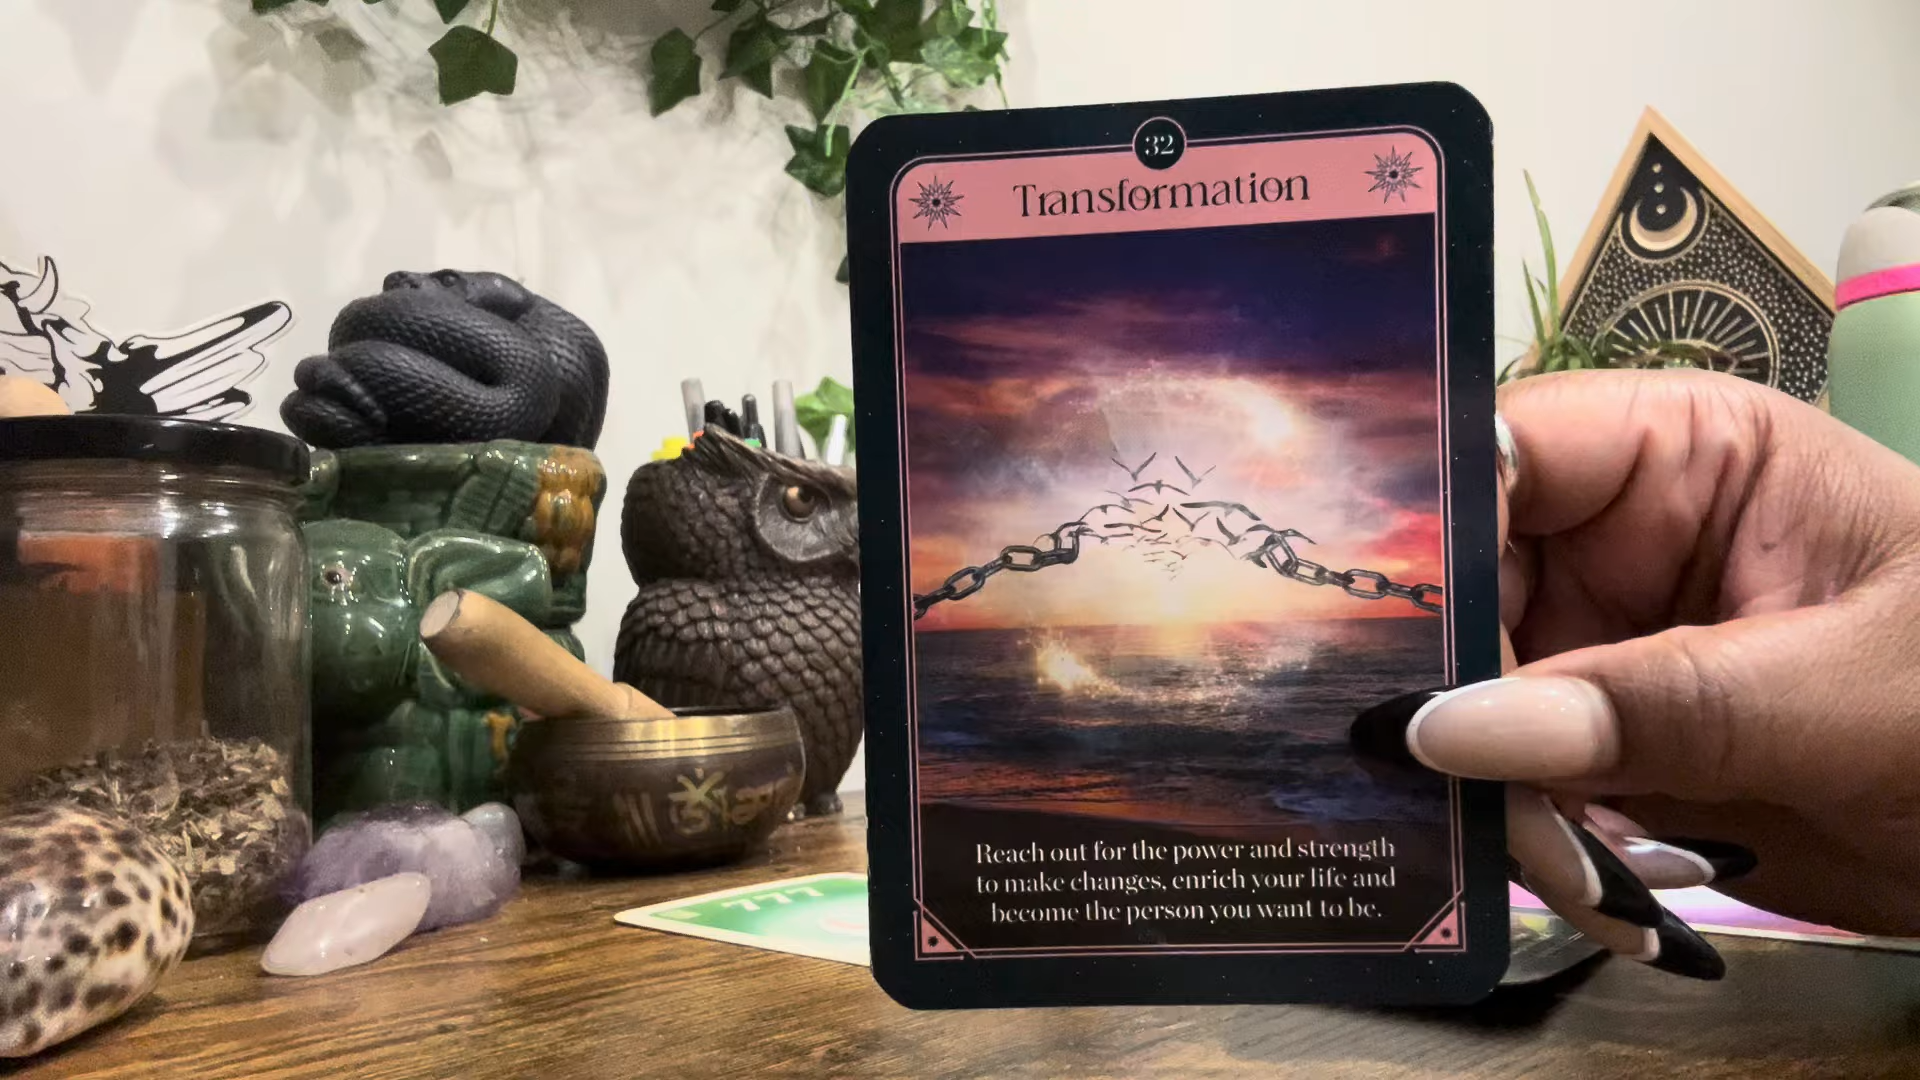 32
Transformation
Reach out for the power and strength
to make changes, enrich your life and
become the person you want to be.
777